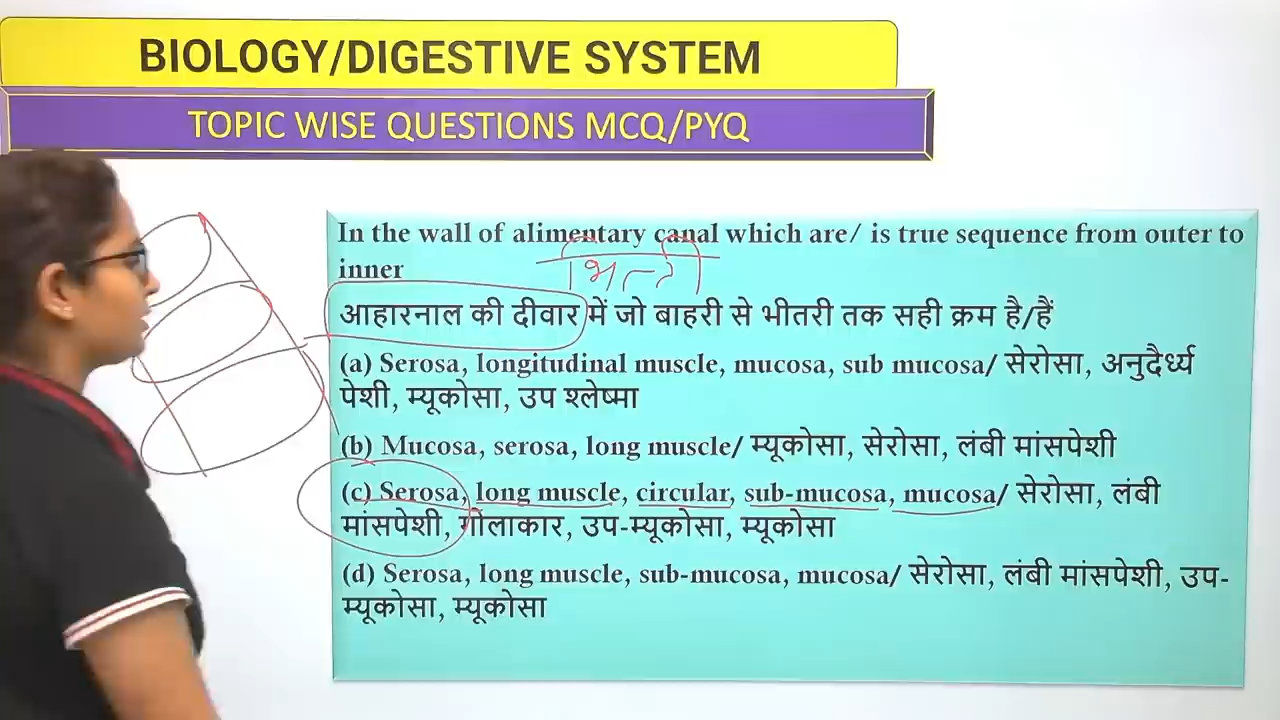 BIOLOGY/DIGESTIVE SYSTEM
TOPIC WISE QUESTIONS MCQ/PYQ
In the wall of alimentary canal which are/ is true sequence from outer to
inner
भित्ती
आहारनाल की दीवार में जो बाहरी से भीतरी तक सही क्रम है/हैं
(a) Serosa, longitudinal muscle, mucosa, sub mucosa/ सेरोसा, अनुदैर्ध्य
पेशी, म्यूकोसा, उप श्लेष्मा
(b) Mucosa, serosa, long muscle/ म्यूकोसा, सेरोसा, लंबी मांसपेशी
(c) Serosa, long muscle, circular, sub-mucosa, mucosa/ सेरोसा, लंबी
मांसपेशी, गोलाकार, उप-म्यूकोसा, म्यूकोसा
(d) Serosa, long muscle, sub-mucosa, mucosa/ सेरोसा, लंबी मांसपेशी, उप-
म्यूकोसा, म्यूकोसा